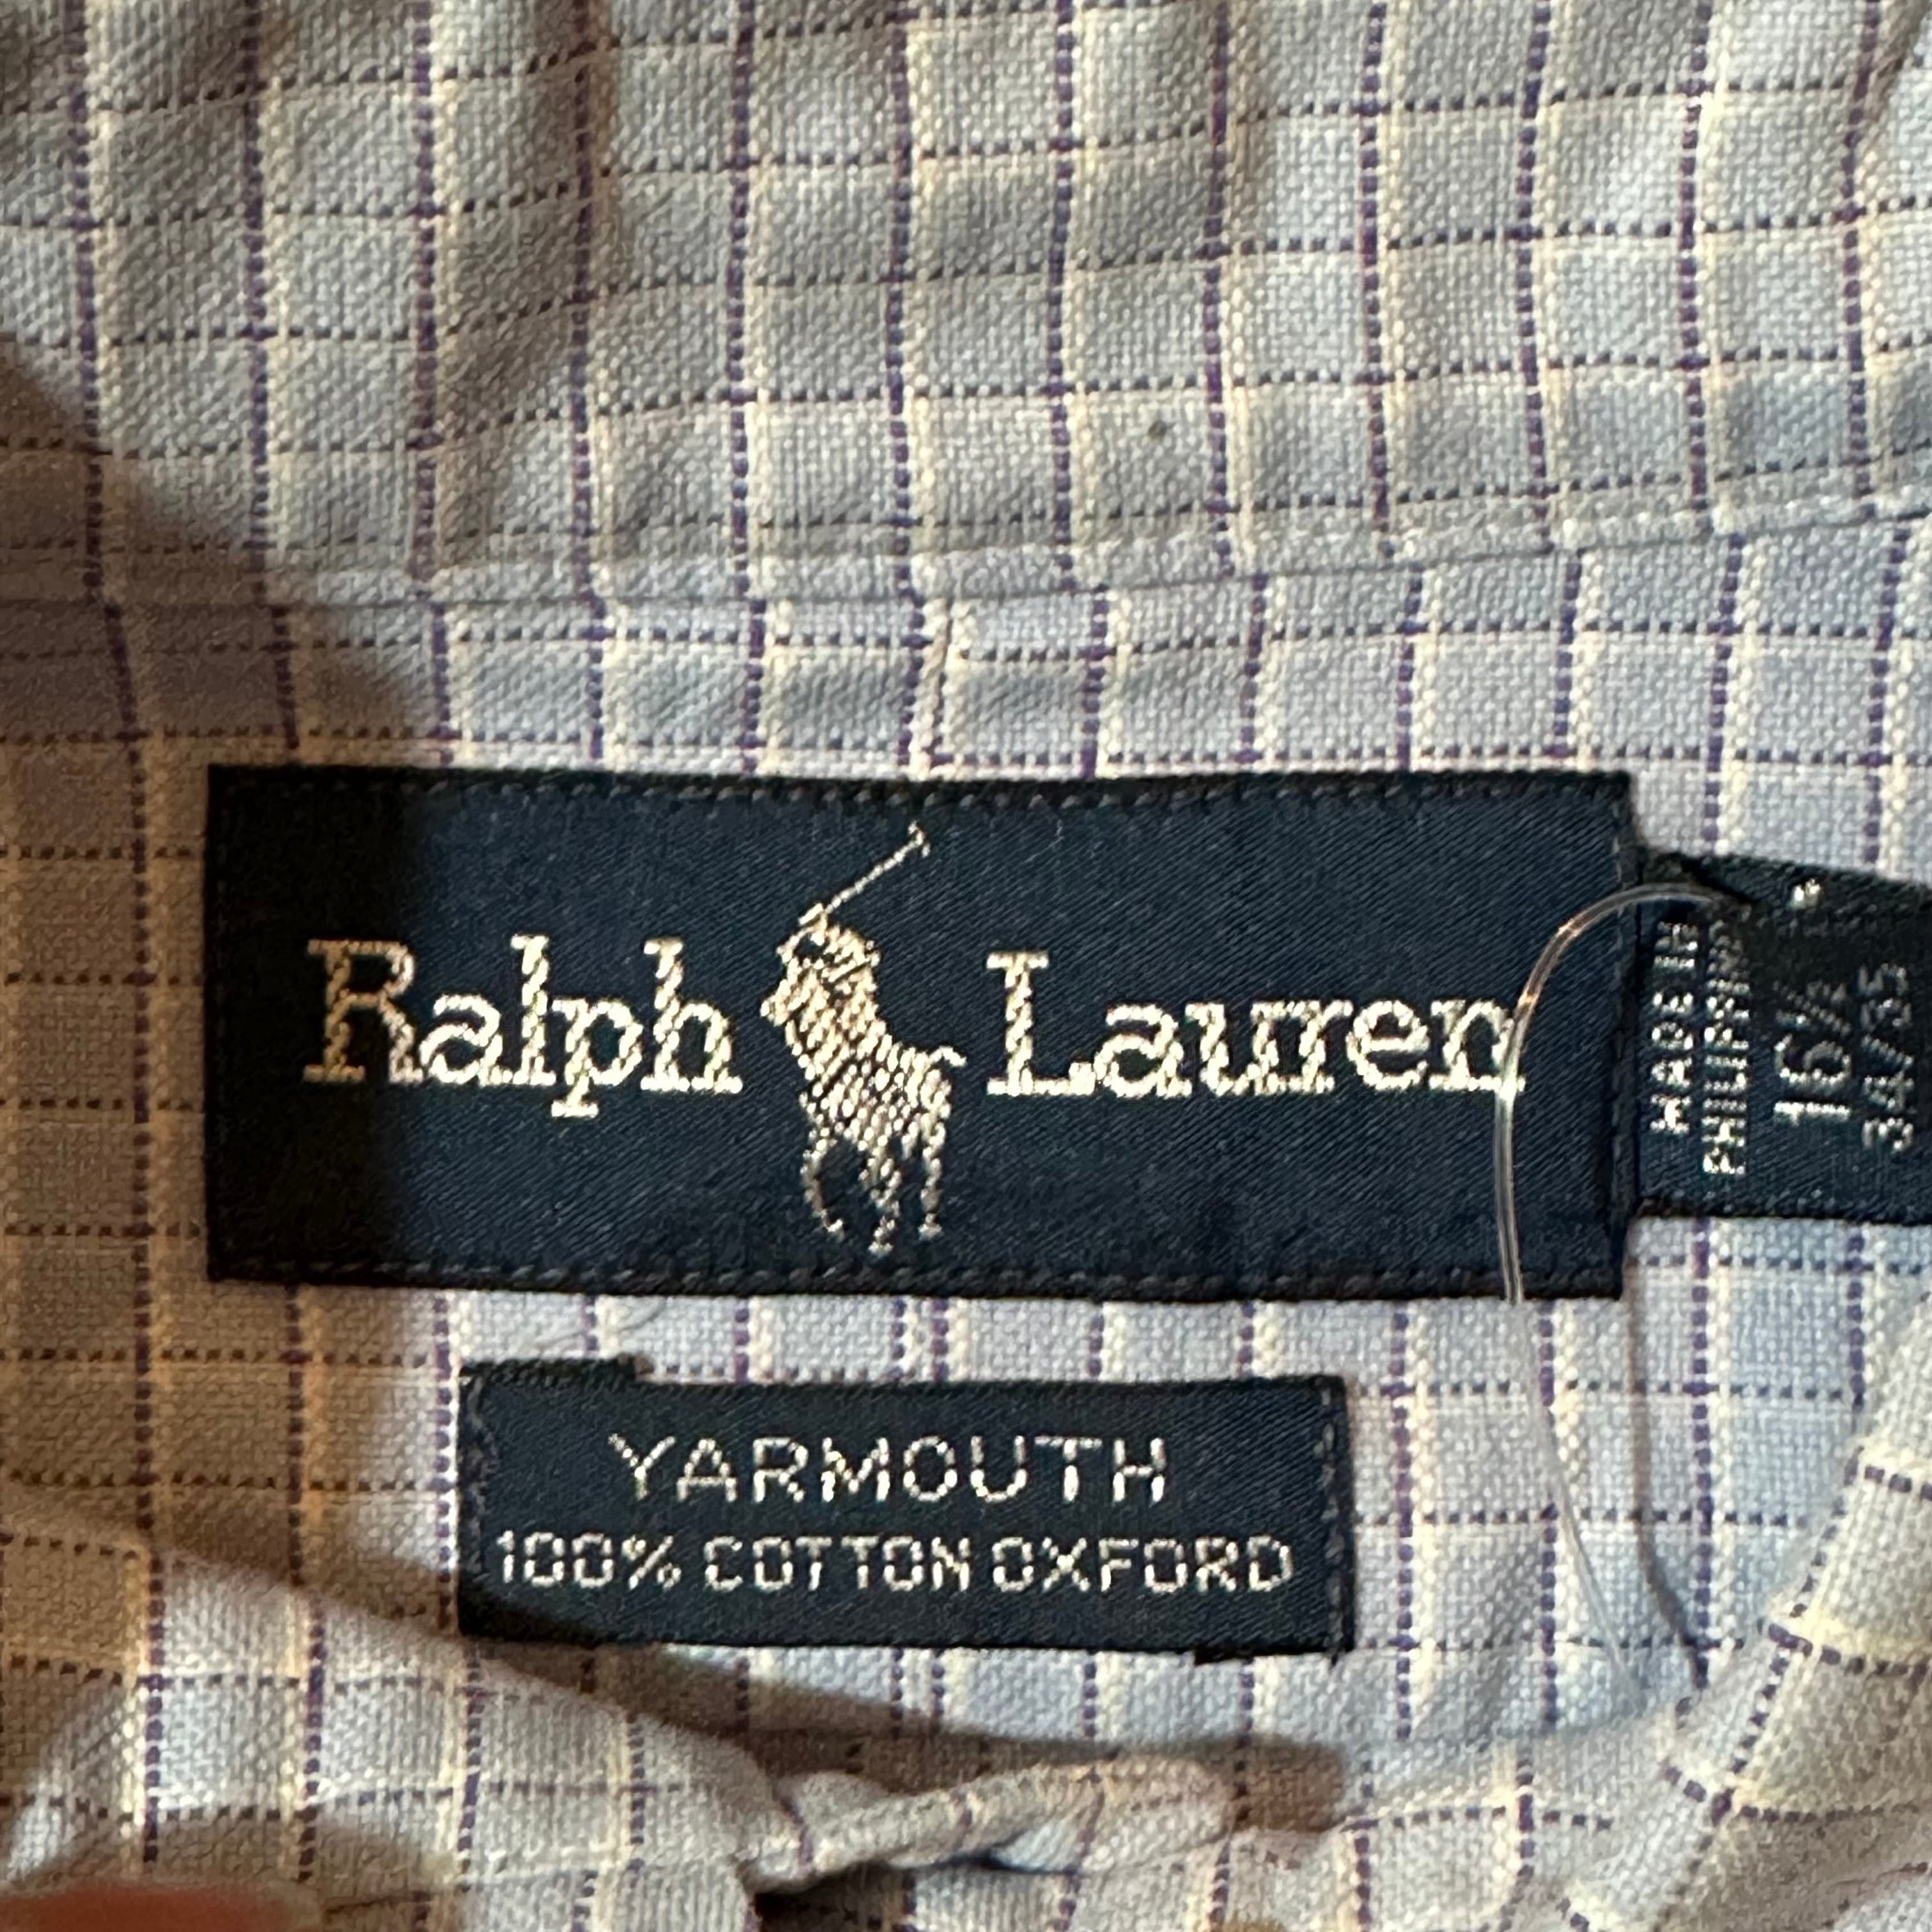 Ralph Lauren
MADE IN
PHILIPPINES
16½
34/35
YARMOUTH
100% COTTON OXFORD